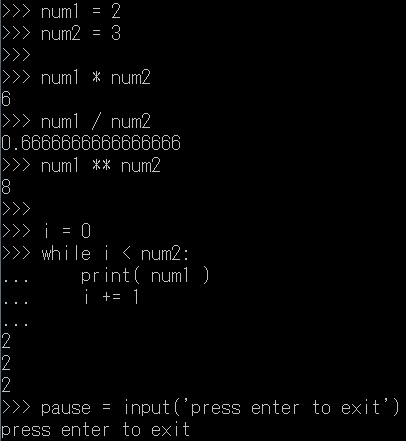 >>> num1 = 2
>>> num2 = 3
>>>
>>> num1 * num2
6
>>> num1 / num2
0.6666666666666666
>>> num1 ** num2
8
>>>
>>> i = 0
>>> while i < num2:
...     print( num1 )
...     i += 1
...
2
2
2
>>> pause = input('press enter to exit')
press enter to exit